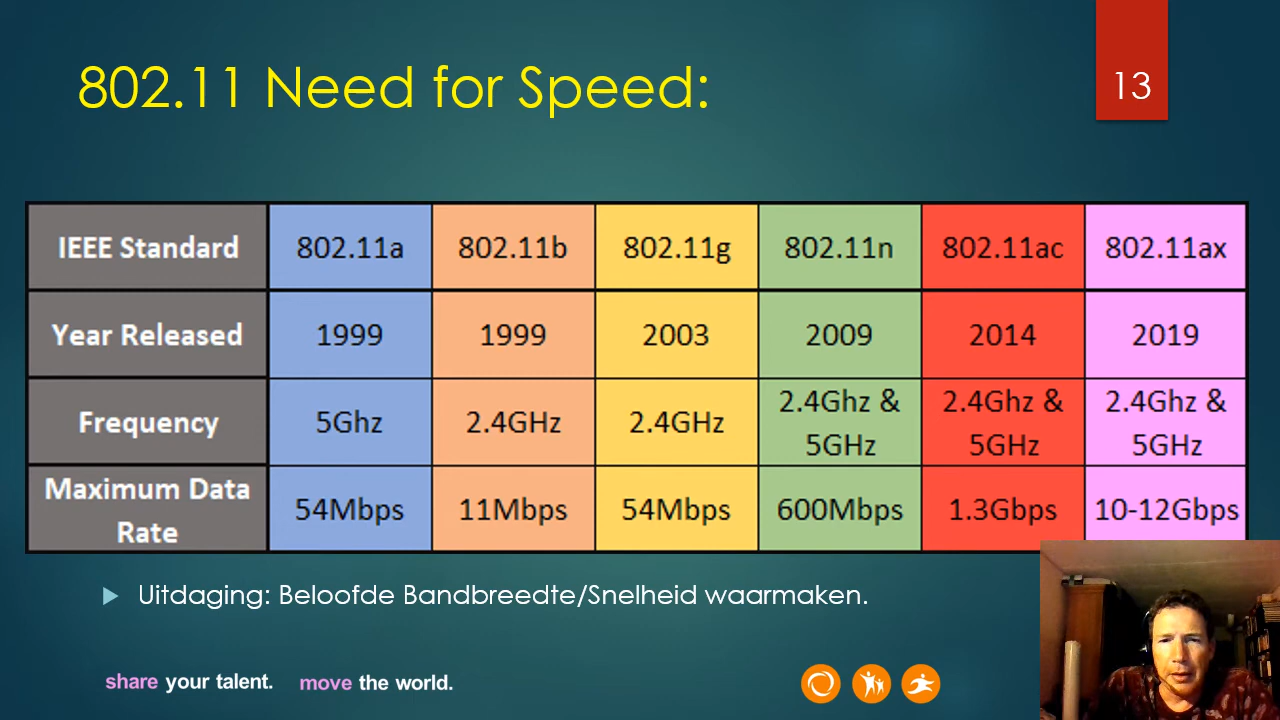 802.11 Need for Speed:
13
IEEE Standard 802.11a 802.11b 802.11g 802.11n 802.11ac 802.11ax
Year Released 1999 1999 2003 2009 2014 2019
Frequency 5Ghz 2.4GHz 2.4GHz 2.4Ghz & 5GHz 2.4Ghz & 5GHz 2.4Ghz & 5GHz
Maximum Data Rate 54Mbps 11Mbps 54Mbps 600Mbps 1.3Gbps 10-12Gbps
Uitdaging: Beloofde Bandbreedte/Snelheid waarmaken.
share your talent. move the world.